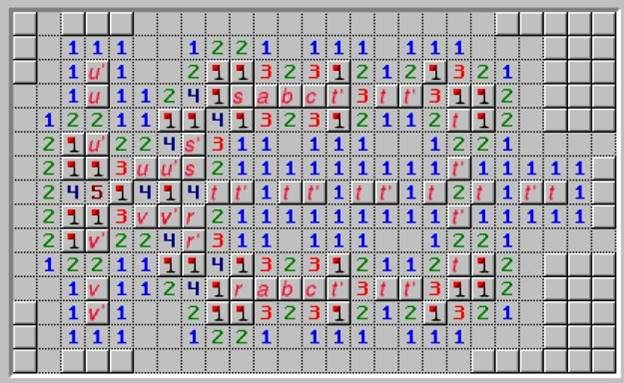 1 1 1 1 2 2 1 1 1 1 1 1 1
1 u' 1 2 3 2 3 2 1 2 3 2 1
1 u 1 1 2 4 s a b c t' 3 t t' 3 2
1 2 2 1 1 4 3 2 3 2 1 1 2 t 2
2 u' 2 2 4 s' 3 1 1 1 1 1 1 2 2 1
2 3 u u' s 2 1 1 1 1 1 1 1 1 1 t' 1 1 1 1 1
2 4 5 4 4 t t' 1 t t' 1 t t' 1 t 2 t 1 t' t 1
2 3 v v' r 2 1 1 1 1 1 1 1 1 1 t' 1 1 1 1 1
2 v' 2 2 4 r' 3 1 1 1 1 1 1 2 2 1
1 2 2 1 1 4 3 2 3 2 1 1 2 t 2
1 v 1 1 2 4 r a b c t' 3 t t' 3 2
1 v' 1 2 3 2 3 2 1 2 3 2 1
1 1 1 1 2 2 1 1 1 1 1 1 1